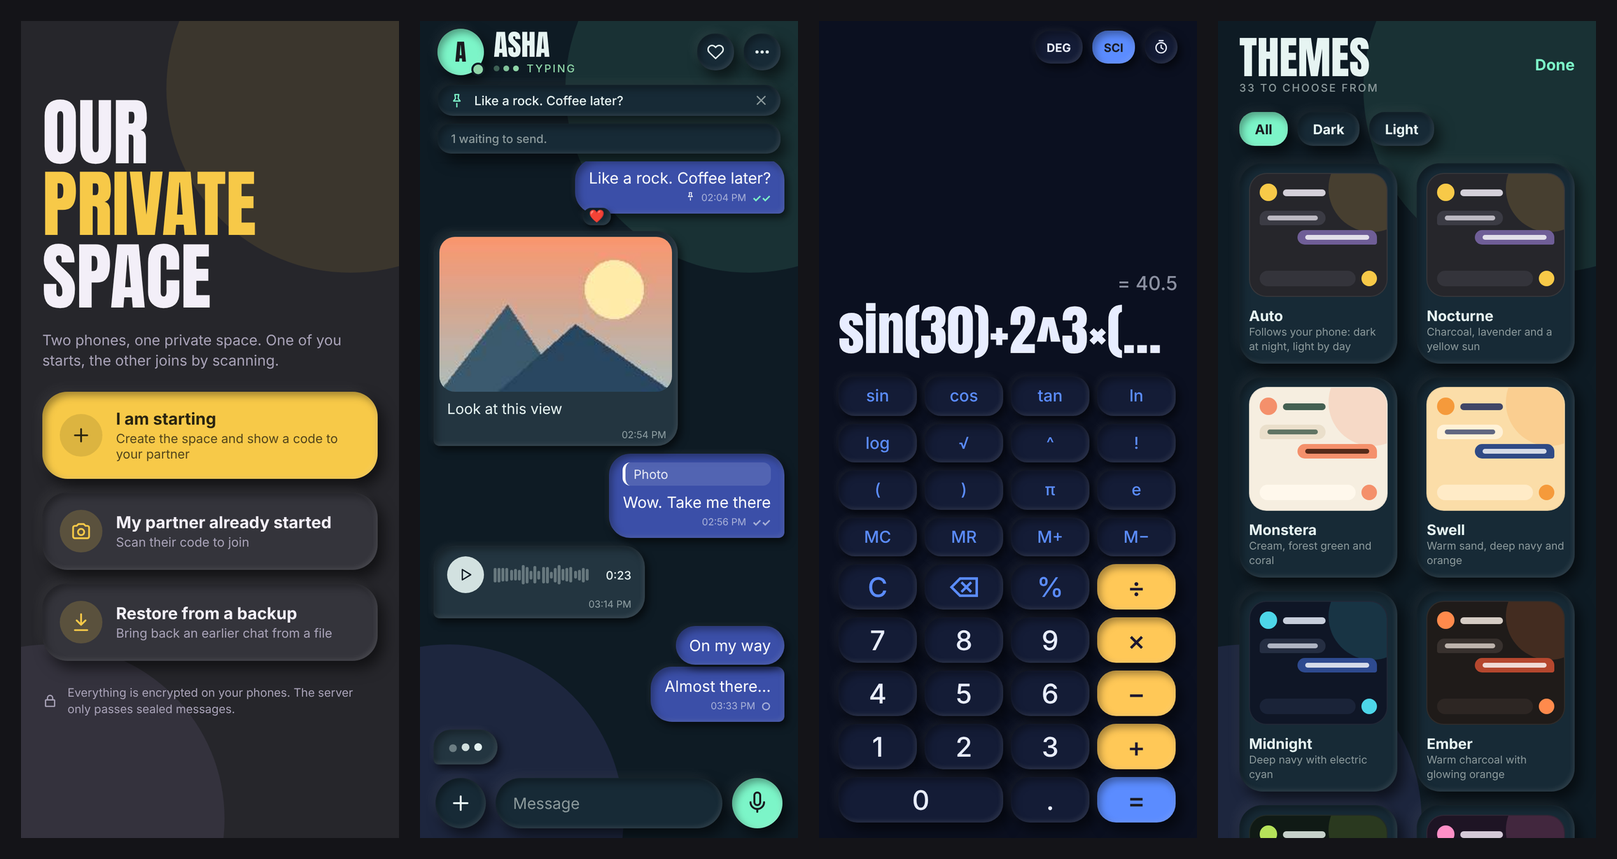 OUR
PRIVATE
SPACE
Two phones, one private space. One of you
starts, the other joins by scanning.
I am starting
Create the space and show a code to
your partner
My partner already started
Scan their code to join
Restore from a backup
Bring back an earlier chat from a file
Everything is encrypted on your phones. The server
only passes sealed messages.
A
ASHA
TYPING
Like a rock. Coffee later?
1 waiting to send.
Like a rock. Coffee later?
02:04 PM
Look at this view
02:54 PM
Photo
Wow. Take me there
02:56 PM
0:23
03:14 PM
On my way
Almost there...
03:33 PM
Message
DEG SCI
= 40.5
sin(30)+2^3×(...
sin cos tan ln
log √ ^ !
( ) π e
MC MR M+ M−
C % ÷
7 8 9 ×
4 5 6 −
1 2 3 +
0 . =
THEMES
Done
33 TO CHOOSE FROM
All Dark Light
Auto
Follows your phone: dark
at night, light by day
Nocturne
Charcoal, lavender and a
yellow sun
Monstera
Cream, forest green and
coral
Swell
Warm sand, deep navy and
orange
Midnight
Deep navy with electric
cyan
Ember
Warm charcoal with
glowing orange